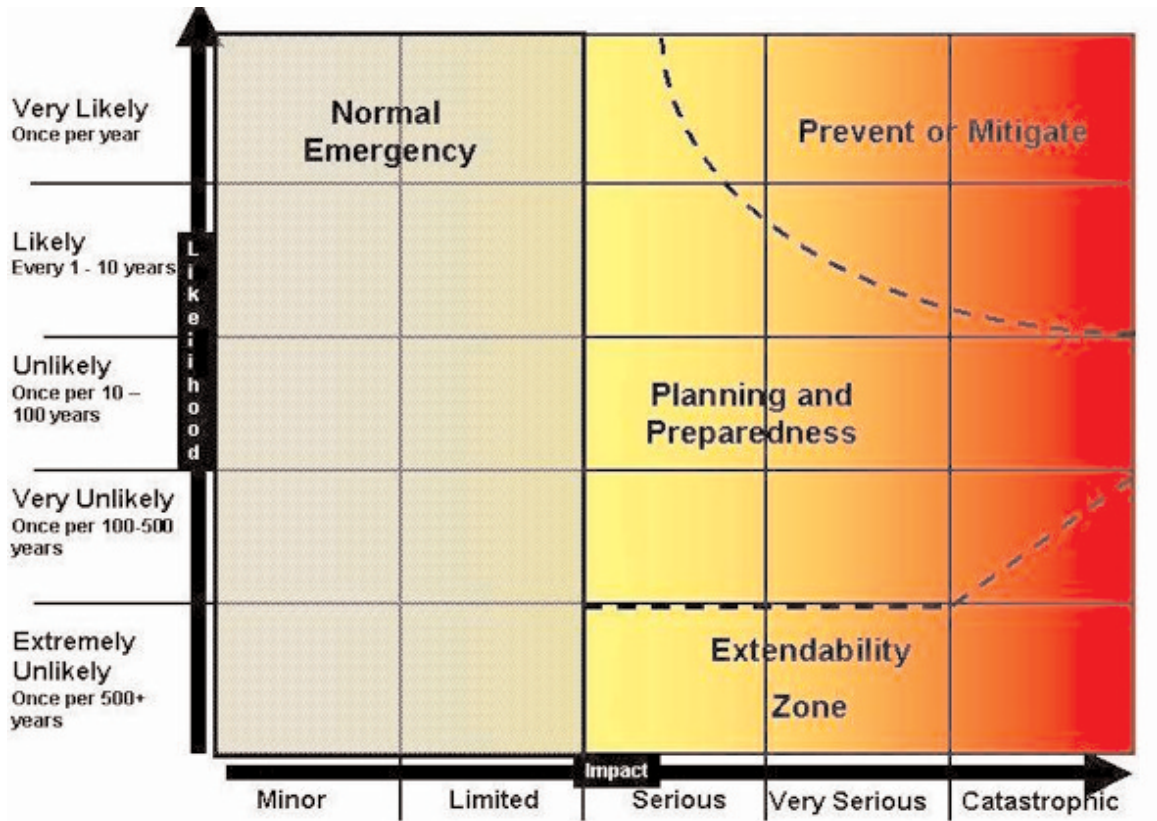 Very Likely
Once per year
Likely
Every 1 - 10 years
Unlikely
Once per 10 –
100 years
Very Unlikely
Once per 100-500
years
Extremely
Unlikely
Once per 500+
years
Likeiihood
Normal
Emergency
Prevent or Mitigate
Planning and
Preparedness
Extendability
Zone
Impact
Minor
Limited
Serious
Very Serious
Catastrophic